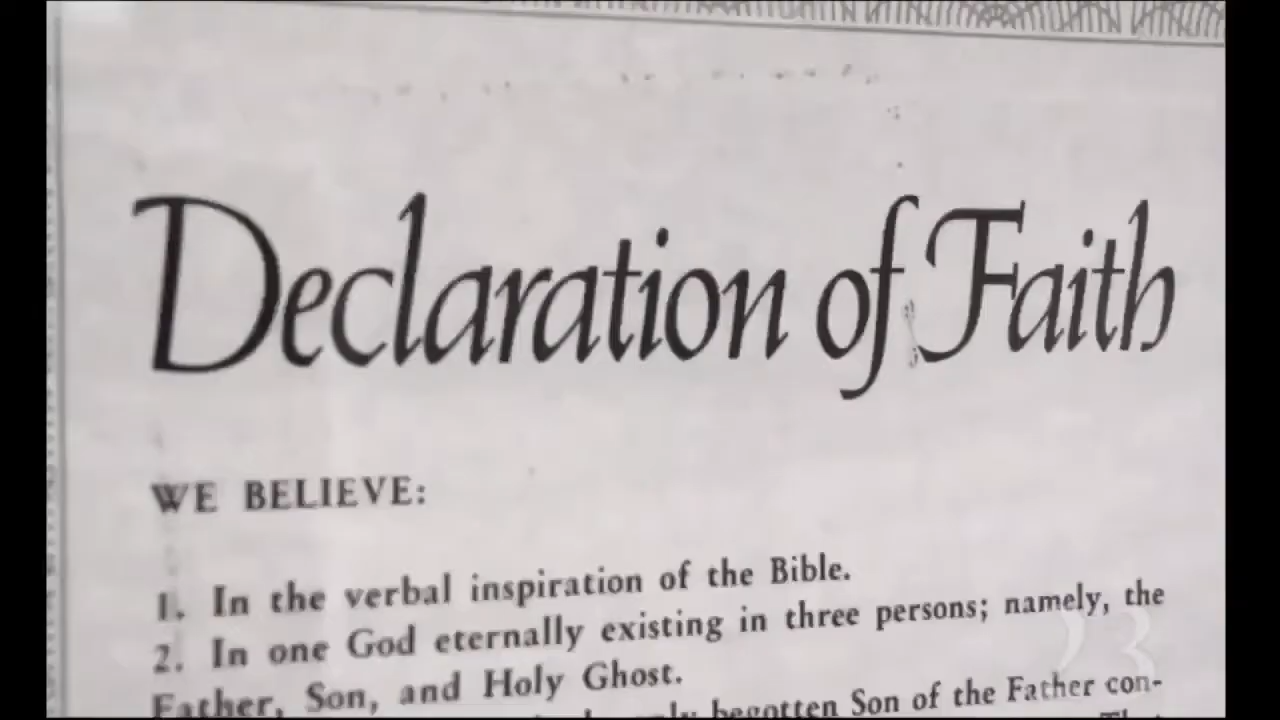 Declaration of Faith
WE BELIEVE:
1. In the verbal inspiration of the Bible.
2. In one God eternally existing in three persons; namely, the
Father, Son, and Holy Ghost.
begotten Son of the Father con-
23